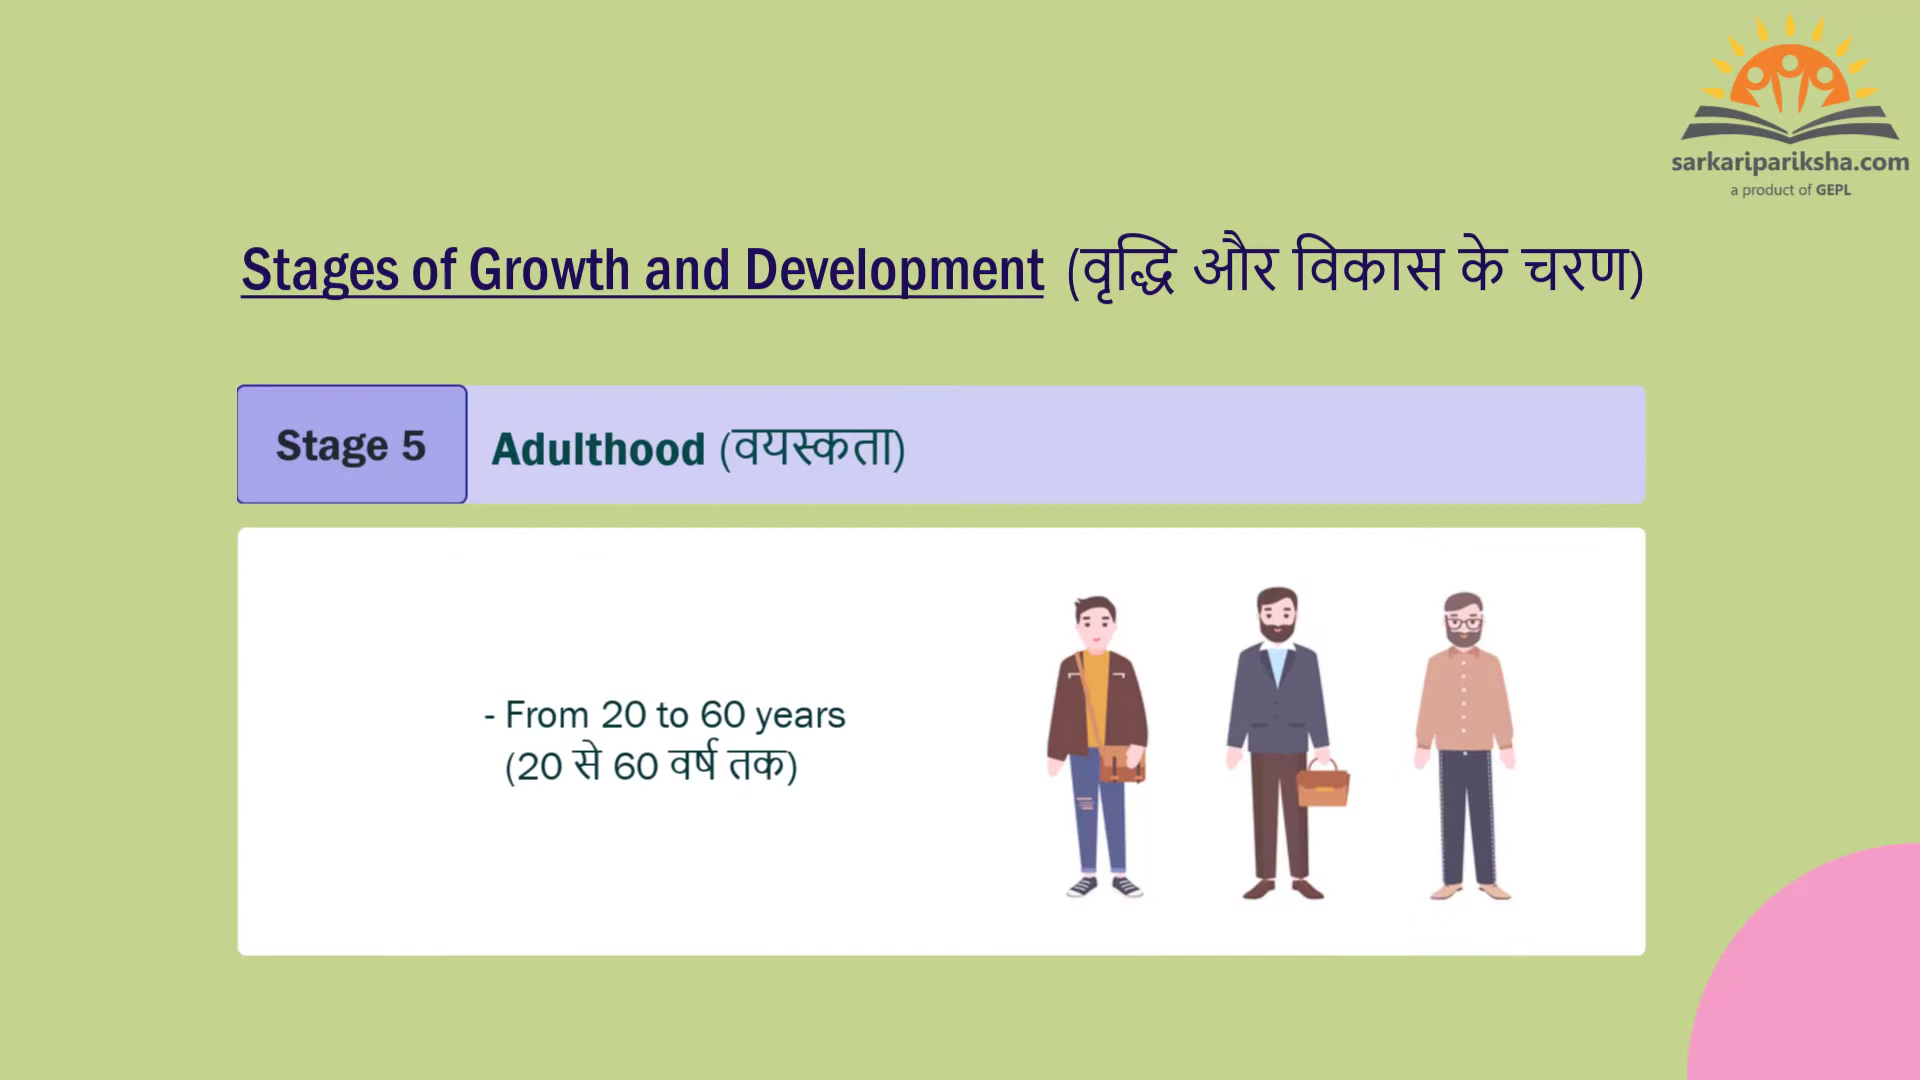 sarkaripariksha.com
a product of GEPL
Stages of Growth and Development (वृद्धि और विकास के चरण)
Stage 5 Adulthood (वयस्कता)
- From 20 to 60 years
(20 से 60 वर्ष तक)